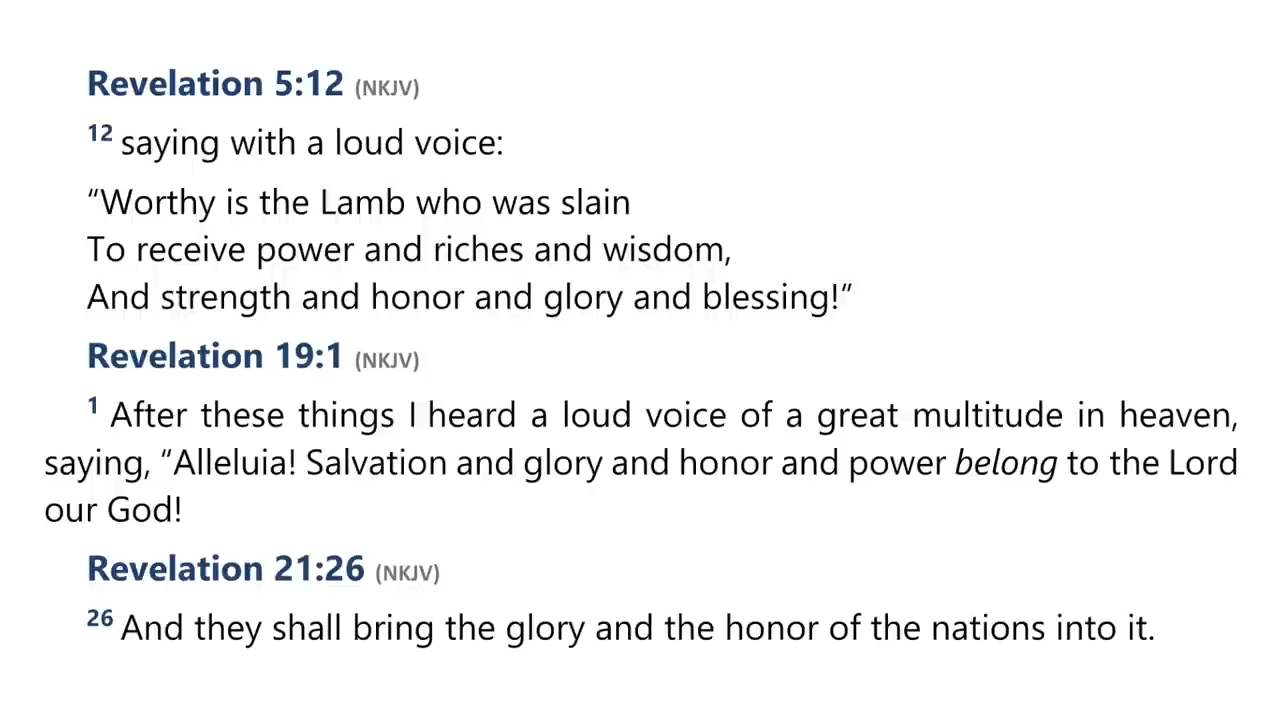 Revelation 5:12 (NKJV)
12 saying with a loud voice:
“Worthy is the Lamb who was slain
To receive power and riches and wisdom,
And strength and honor and glory and blessing!”
Revelation 19:1 (NKJV)
1 After these things I heard a loud voice of a great multitude in heaven,
saying, “Alleluia! Salvation and glory and honor and power belong to the Lord
our God!
Revelation 21:26 (NKJV)
26 And they shall bring the glory and the honor of the nations into it.